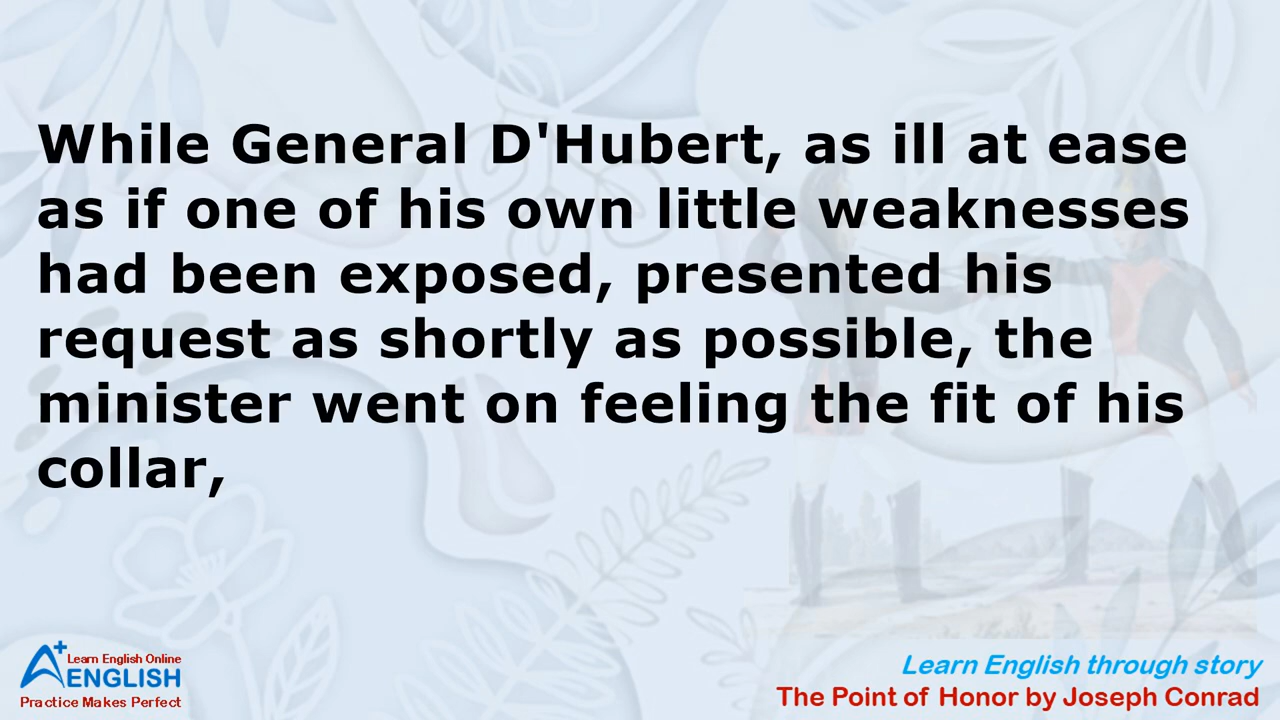 While General D'Hubert, as ill at ease
as if one of his own little weaknesses
had been exposed, presented his
request as shortly as possible, the
minister went on feeling the fit of his
collar,
A+ Learn English Online
ENGLISH
Practice Makes Perfect
Learn English through story
The Point of Honor by Joseph Conrad